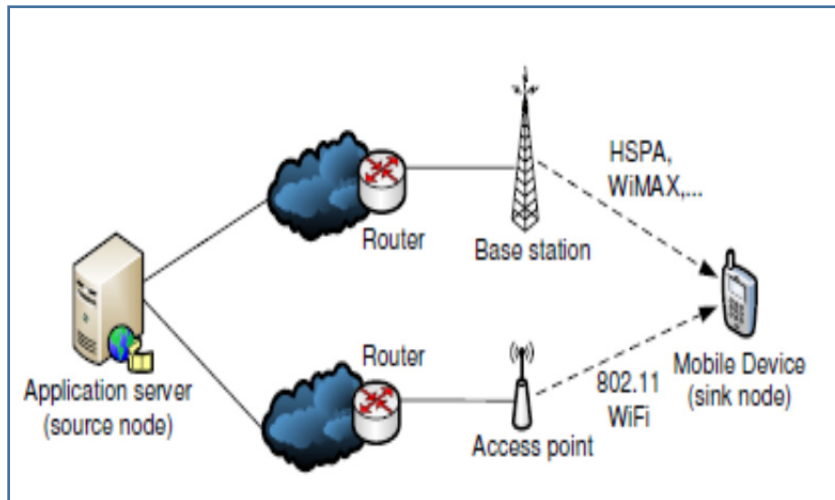 HSPA,
WiMAX,...
Router
Base station
Router
Application server
(source node)
802.11
WiFi
Mobile Device
(sink node)
Access point